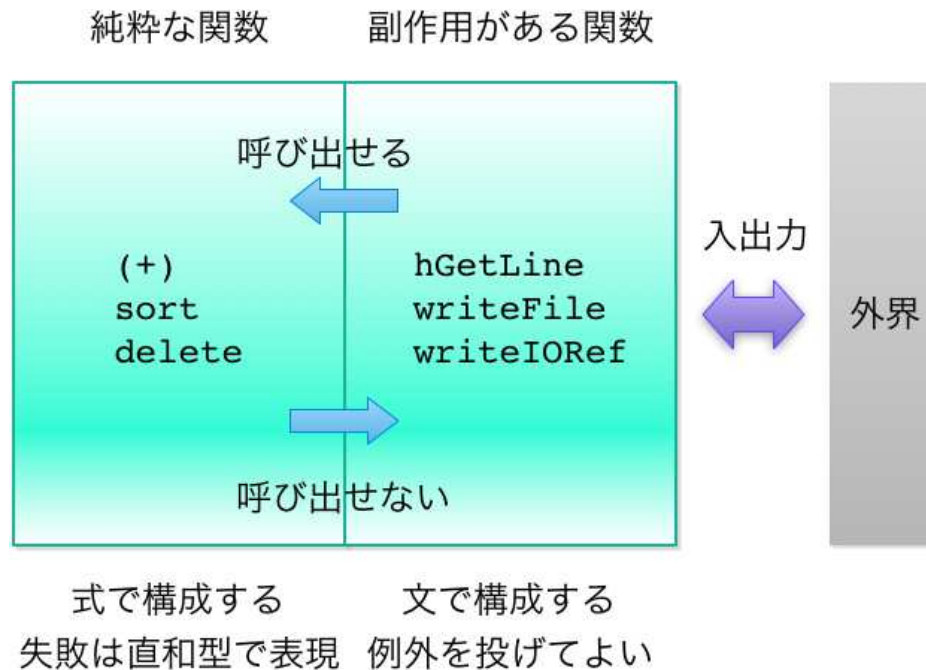 純粋な関数
副作用がある関数
呼び出せる
(+)
sort
delete
hGetLine
writeFile
writeIORef
入出力
外界
呼び出せない
式で構成する
失敗は直和型で表現
文で構成する
例外を投げてよい